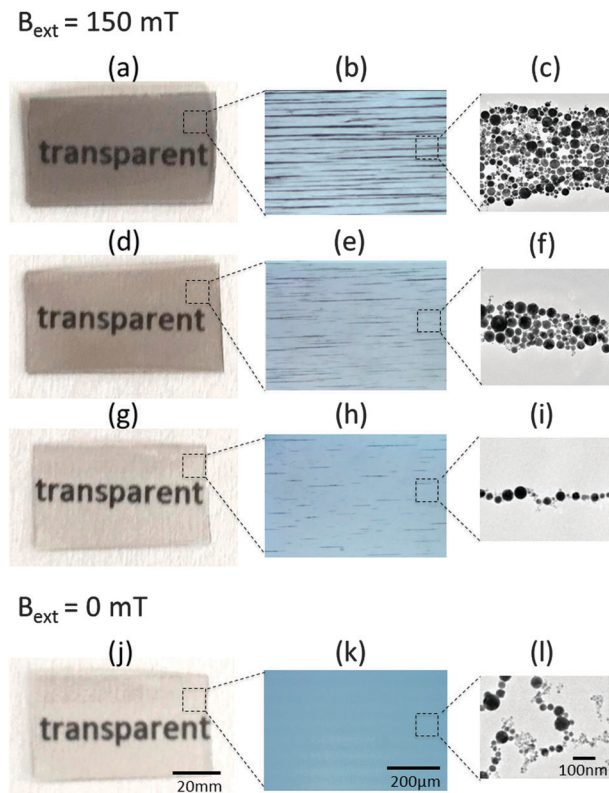 B_ext = 150 mT
(a) (b) (c)
transparent
(d) (e) (f)
transparent
(g) (h) (i)
transparent
B_ext = 0 mT
(j) (k) (l)
transparent
20mm 200µm 100nm